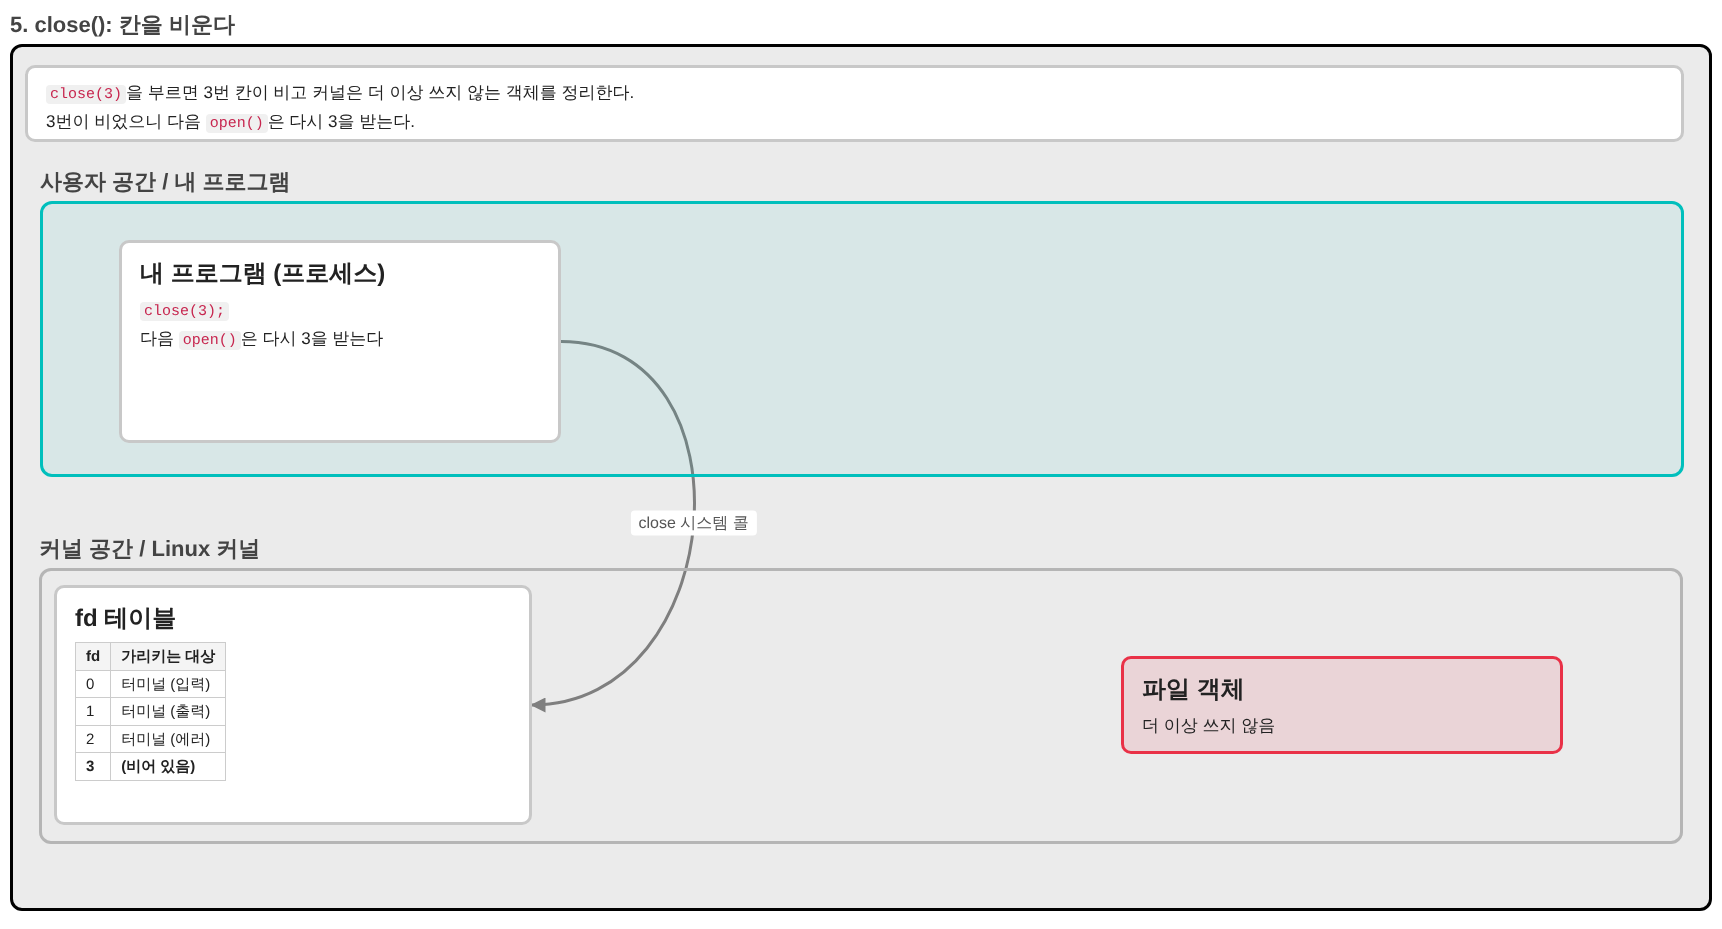 5. close(): 칸을 비운다
close(3)을 부르면 3번 칸이 비고 커널은 더 이상 쓰지 않는 객체를 정리한다.
3번이 비었으니 다음 open()은 다시 3을 받는다.
사용자 공간 / 내 프로그램
내 프로그램 (프로세스)
close(3);
다음 open()은 다시 3을 받는다
close 시스템 콜
커널 공간 / Linux 커널
fd 테이블
fd 가리키는 대상
0 터미널 (입력)
1 터미널 (출력)
2 터미널 (에러)
3 (비어 있음)
파일 객체
더 이상 쓰지 않음